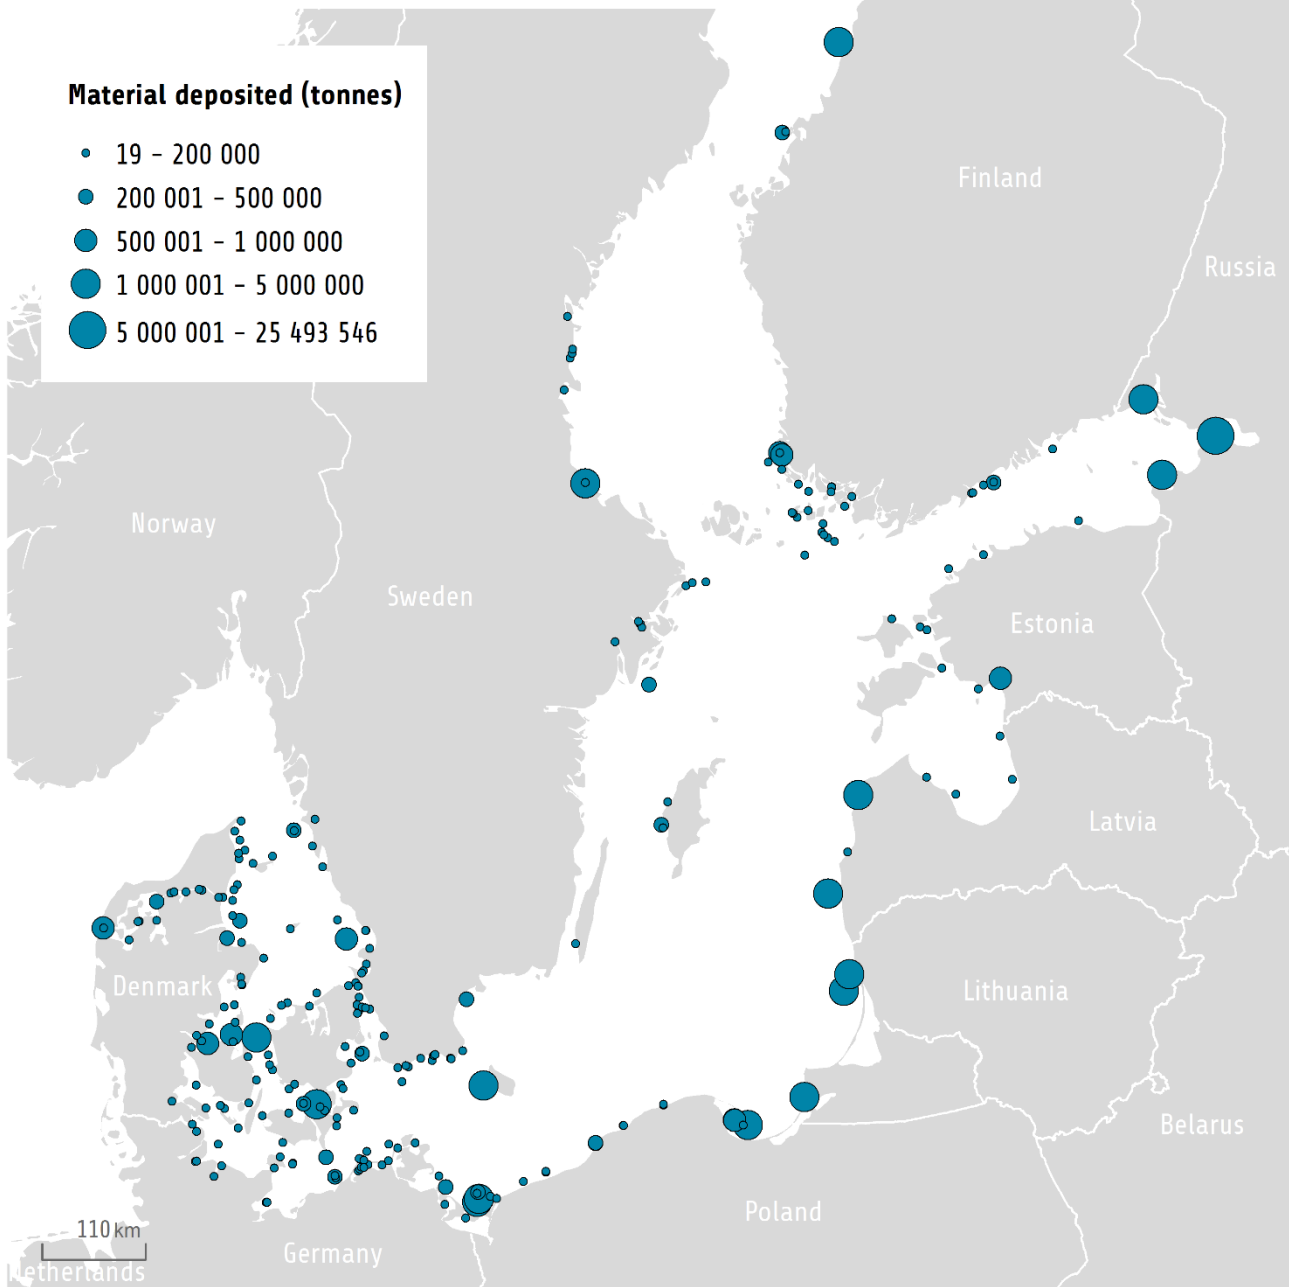 Material deposited (tonnes)
19 – 200 000
200 001 – 500 000
500 001 – 1 000 000
1 000 001 – 5 000 000
5 000 001 – 25 493 546
Finland
Russia
Norway
Sweden
Estonia
Latvia
Denmark
Lithuania
Belarus
Poland
110 km
Germany
Netherlands